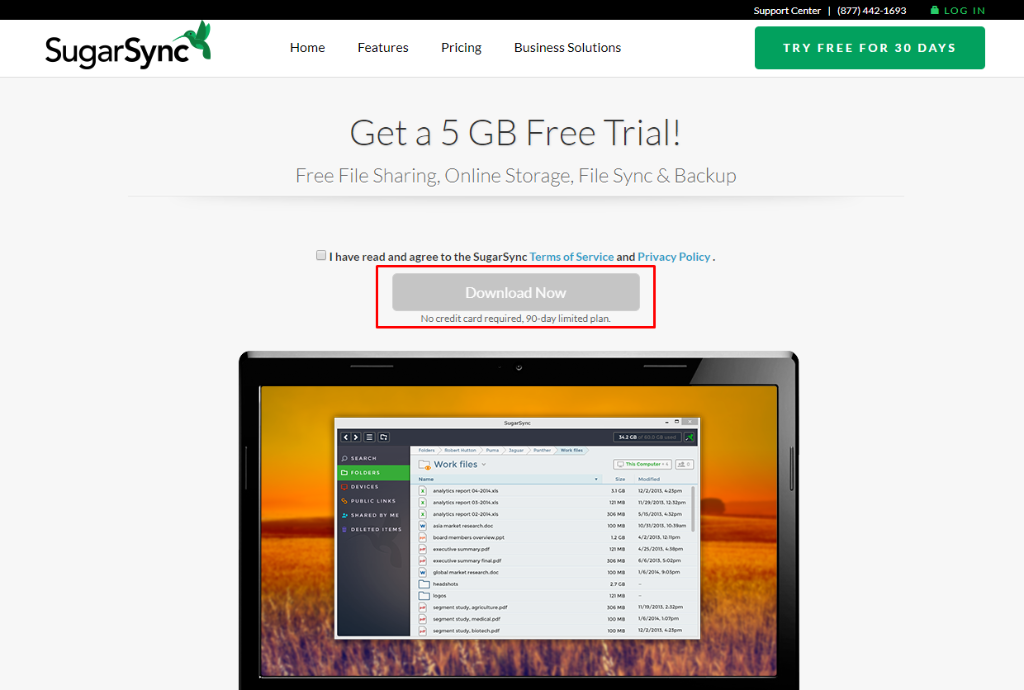 Support Center | (877) 442-1693 LOG IN
SugarSync
Home Features Pricing Business Solutions
TRY FREE FOR 30 DAYS
Get a 5 GB Free Trial!
Free File Sharing, Online Storage, File Sync & Backup
I have read and agree to the SugarSync Terms of Service and Privacy Policy .
Download Now
No credit card required, 90-day limited plan.
SugarSync
34.2 GB of 60.0 GB used
Folders Robert Hutton Puma Jaguar Panther Work files
Work files
This Computer
SEARCH
FOLDERS
DEVICES
PUBLIC LINKS
SHARED BY ME
DELETED ITEMS
Name Size Modified
analytics report 04-2014.xls 3.1 GB 12/2/2013, 4:23pm
analytics report 03-2014.xls 121 MB 11/29/2013, 12:32pm
analytics report 02-2014.xls 306 MB 5/15/2013, 4:32pm
asia-market research.doc 100 MB 10/31/2013, 10:39am
board members overview.ppt 1.2 GB 4/2/2013, 12:11pm
executive summary.pdf 121 MB 4/25/2013, 4:38pm
executive summary final.pdf 306 MB 6/6/2013, 5:02pm
global market research.doc 100 MB 1/6/2014, 9:03pm
headshots 2.7 GB --
logos 121 MB --
segment study, agriculture.pdf 306 MB 11/19/2013, 2:32pm
segment study, medical.pdf 100 MB 1/6/2014, 1:07pm
segment study, biotech.pdf 100 MB 12/3/2013, 4:23pm